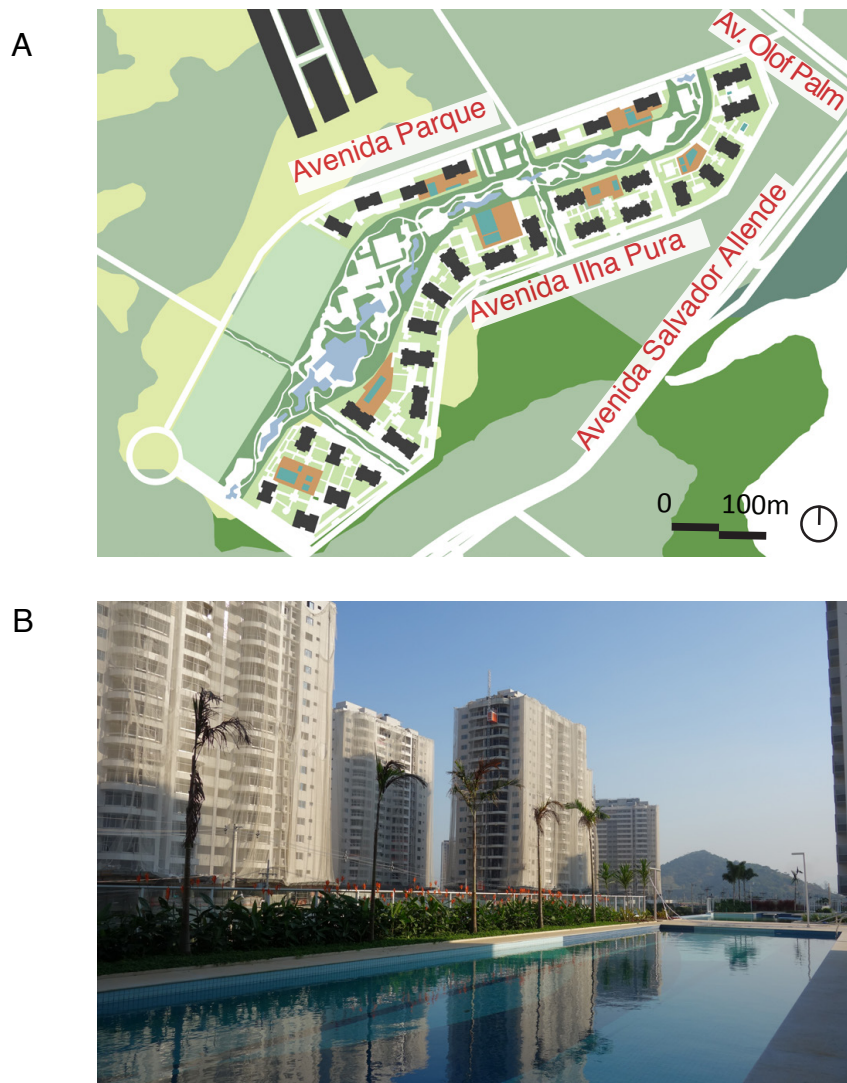 A
Av. Olof Palm
Avenida Parque
Avenida Ilha Pura
Avenida Salvador Allende
0 100m
B